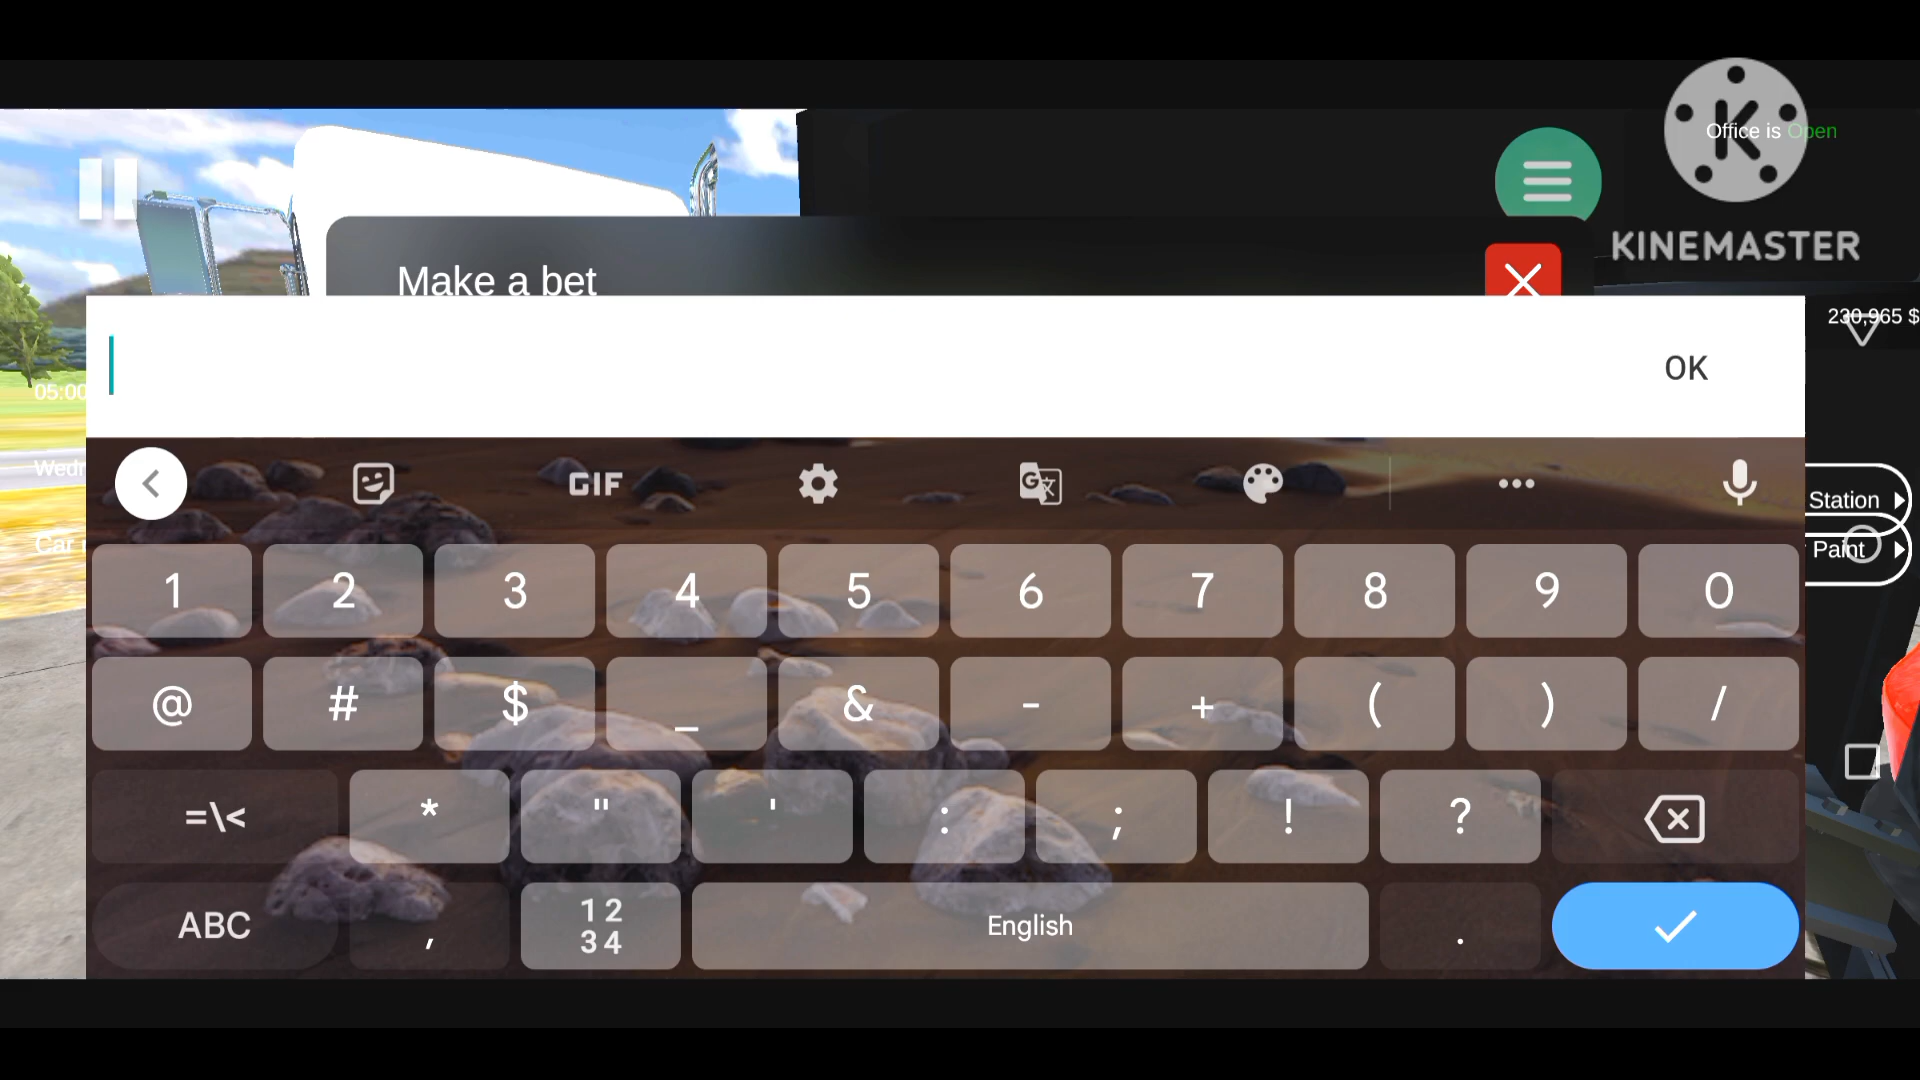 Office is Open
K
KINEMASTER
Make a bet
230,965 $
OK
05:00
GIF
G
Station
Paint
Car
1 2 3 4 5 6 7 8 9 0
@ # $ _ & - + ( ) /
=\< * " ' : ; ! ?
ABC , 12 English .
34